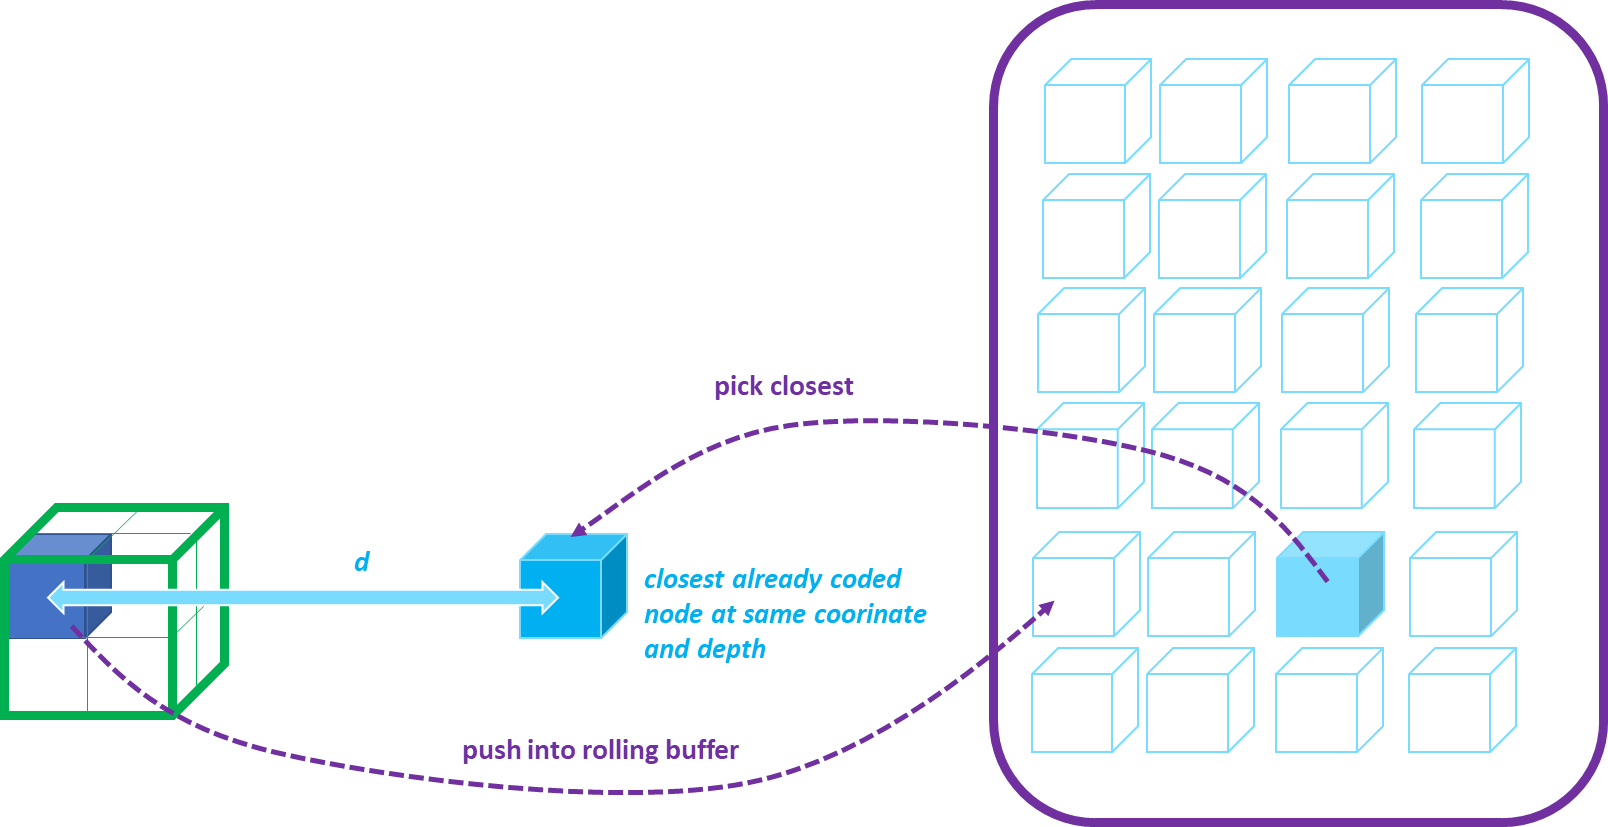 pick closest
d
closest already coded
node at same coorinate
and depth
push into rolling buffer